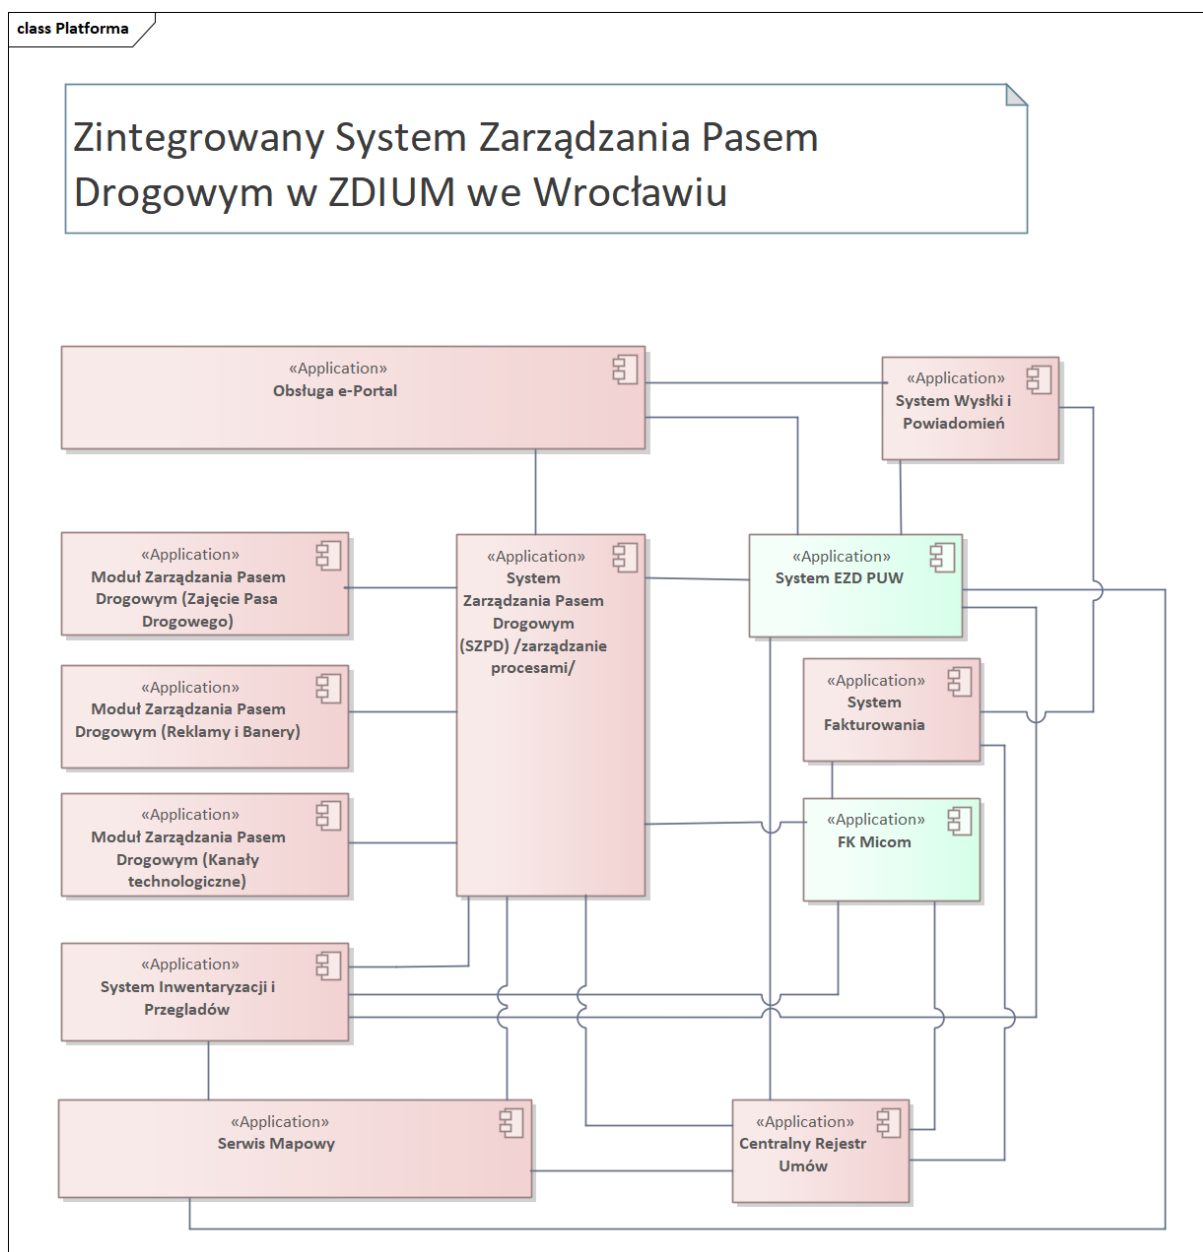 class Platforma
Zintegrowany System Zarządzania Pasem
Drogowym w ZDIUM we Wrocławiu
«Application»
Obsługa e-Portal
«Application»
System Wysłki i
Powiadomień
«Application»
Moduł Zarządzania Pasem
Drogowym (Zajęcie Pasa
Drogowego)
«Application»
System
Zarządzania Pasem
Drogowym
(SZPD) /zarządzanie
procesami/
«Application»
System EZD PUW
«Application»
Moduł Zarządzania Pasem
Drogowym (Reklamy i Banery)
«Application»
System
Fakturowania
«Application»
Moduł Zarządzania Pasem
Drogowym (Kanały
technologiczne)
«Application»
FK Micom
«Application»
System Inwentaryzacji i
Przegladów
«Application»
Serwis Mapowy
«Application»
Centralny Rejestr
Umów